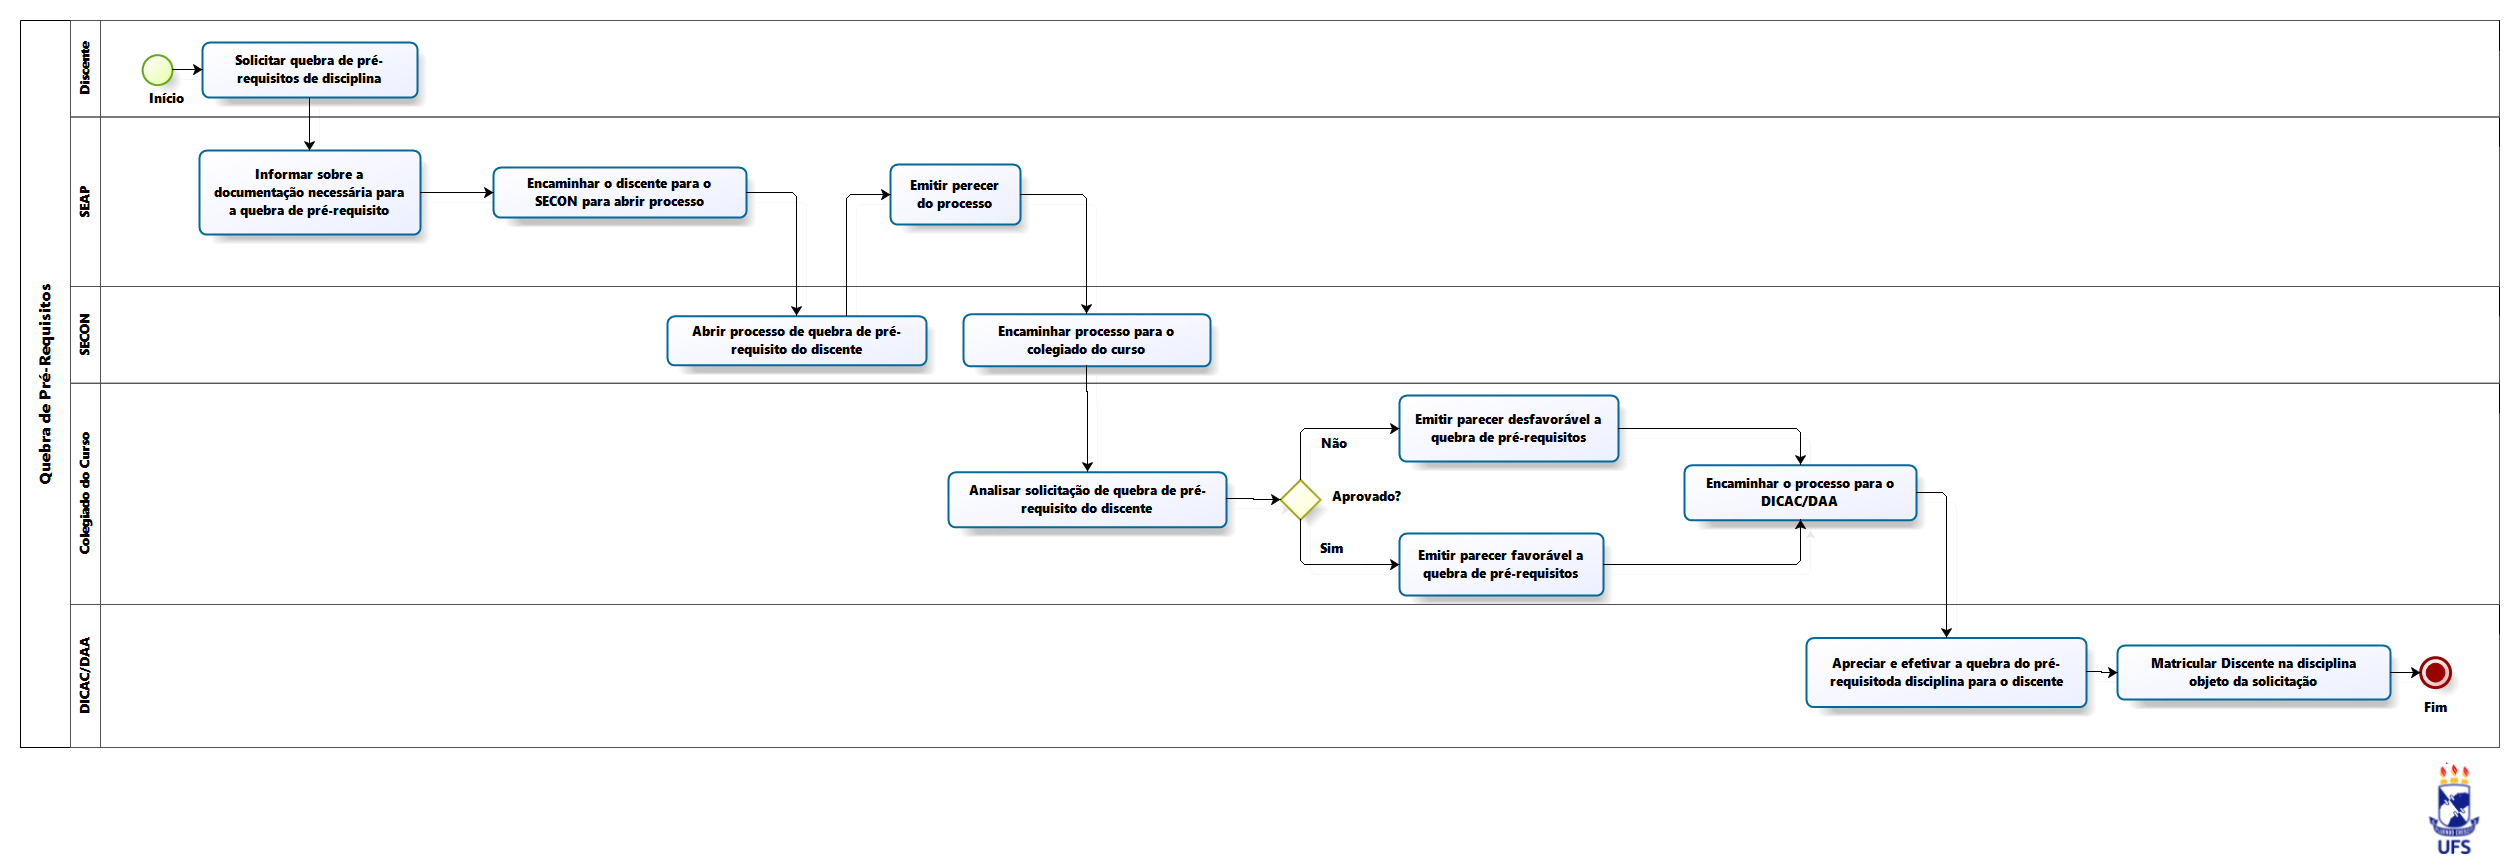 Quebra de Pré-Requisitos
Discente
Início
Solicitar quebra de pré-
requisitos de disciplina
SEAP
Informar sobre a
documentação necessária para
a quebra de pré-requisito
Encaminhar o discente para o
SECON para abrir processo
Emitir perecer
do processo
SECON
Abrir processo de quebra de pré-
requisito do discente
Encaminhar processo para o
colegiado do curso
Colegiado do Curso
Analisar solicitação de quebra de pré-
requisito do discente
Aprovado?
Não
Emitir parecer desfavorável a
quebra de pré-requisitos
Sim
Emitir parecer favorável a
quebra de pré-requisitos
Encaminhar o processo para o
DICAC/DAA
DICAC/DAA
Apreciar e efetivar a quebra do pré-
requisitoda disciplina para o discente
Matricular Discente na disciplina
objeto da solicitação
Fim
UFS